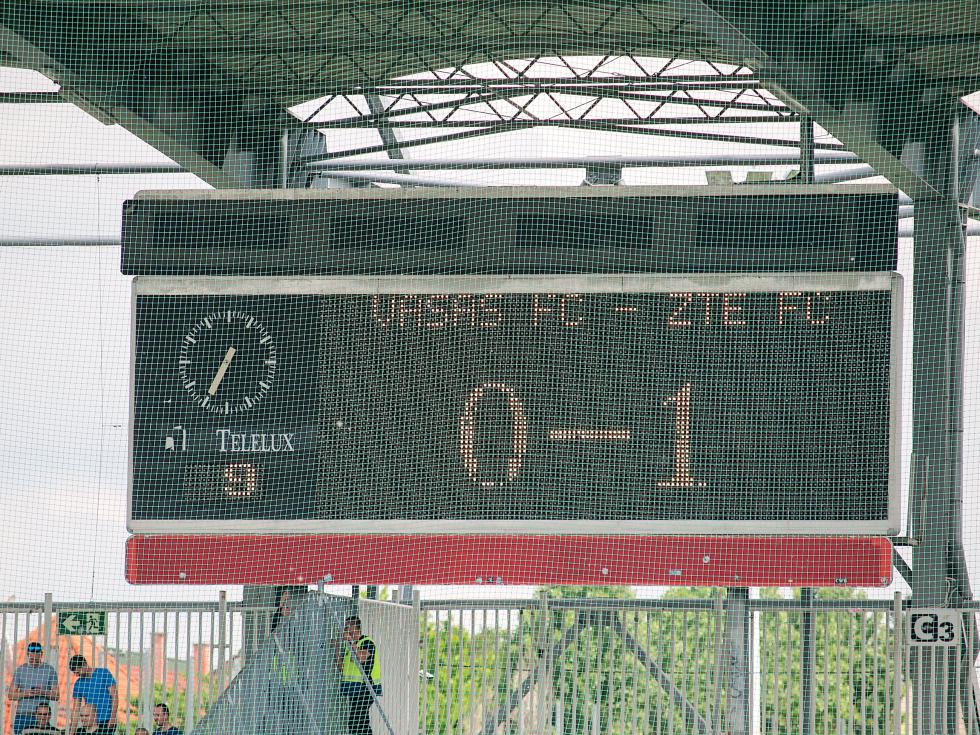 VASAS FC - ZTE FC
0-1
TELELUX
9
C3